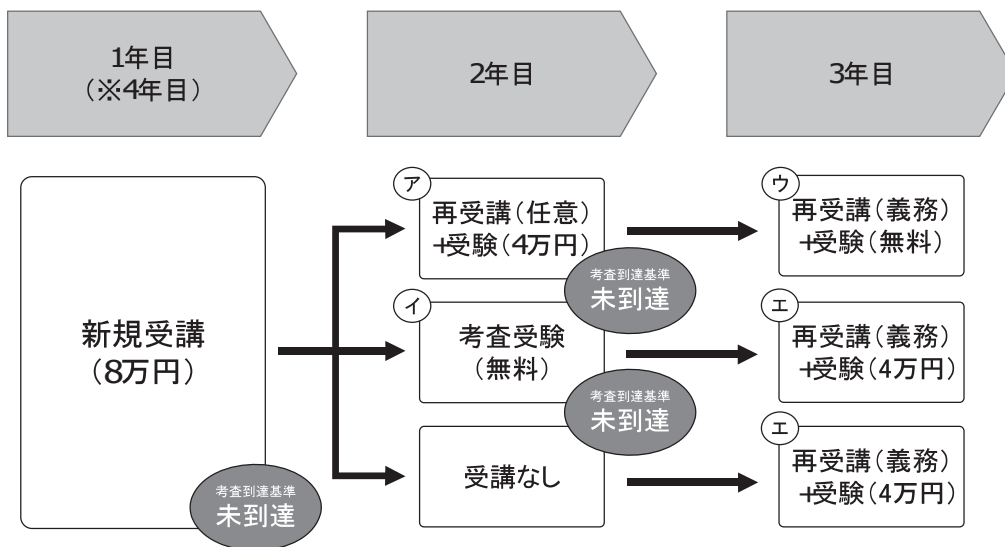 1年目
（※4年目）
2年目
3年目
新規受講
（8万円）
考査到達基準
未到達
ア
再受講（任意）
+受験（4万円）
考査到達基準
未到達
イ
考査受験
（無料）
考査到達基準
未到達
受講なし
ウ
再受講（義務）
+受験（無料）
エ
再受講（義務）
+受験（4万円）
エ
再受講（義務）
+受験（4万円）